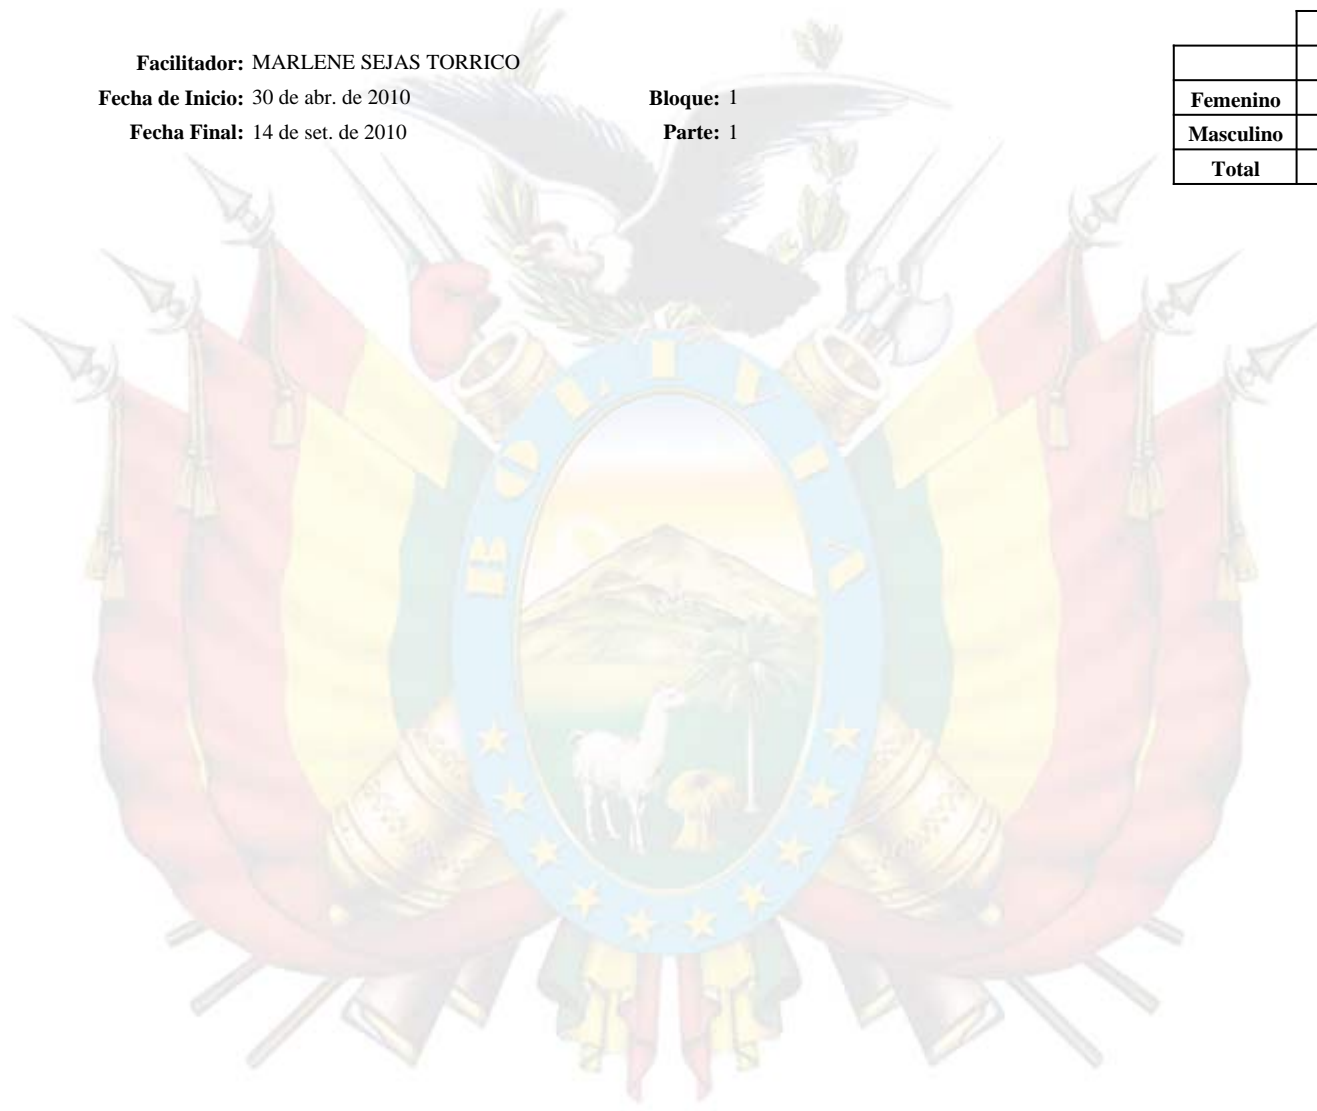 Facilitador: MARLENE SEJAS TORRICO
Fecha de Inicio: 30 de abr. de 2010 Bloque: 1
Fecha Final: 14 de set. de 2010 Parte: 1
Femenino
Masculino
Total
BOLIVIA